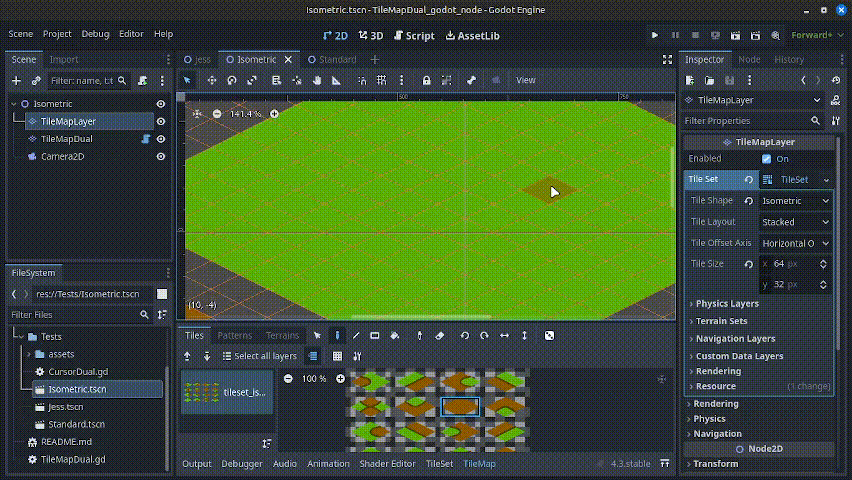 Isometric.tscn - TileMapDual_godot_node - Godot Engine
Scene Project Debug Editor Help
2D 3D Script AssetLib
Forward+
Scene Import
Filter: name, t:t
Isometric
TileMapLayer
TileMapDual
Camera2D
FileSystem
res://Tests/Isometric.tscn
Filter Files
Tests
assets
CursorDual.gd
Isometric.tscn
Jess.tscn
Standard.tscn
README.md
TileMapDual.gd
Jess Isometric Standard
View
500 750
0
141.4 %
(10, -4)
Tiles Patterns Terrains
Select all layers
tileset_is...
100 %
Output Debugger Audio Animation Shader Editor TileSet TileMap 4.3.stable
Inspector Node History
TileMapLayer
Filter Properties
TileMapLayer
Enabled On
Tile Set TileSet
Tile Shape Isometric
Tile Layout Stacked
Tile Offset Axis Horizontal O
Tile Size x 64 px
y 32 px
Physics Layers
Terrain Sets
Navigation Layers
Custom Data Layers
Rendering
Resource (1 change)
Rendering
Physics
Navigation
Node2D
Transform